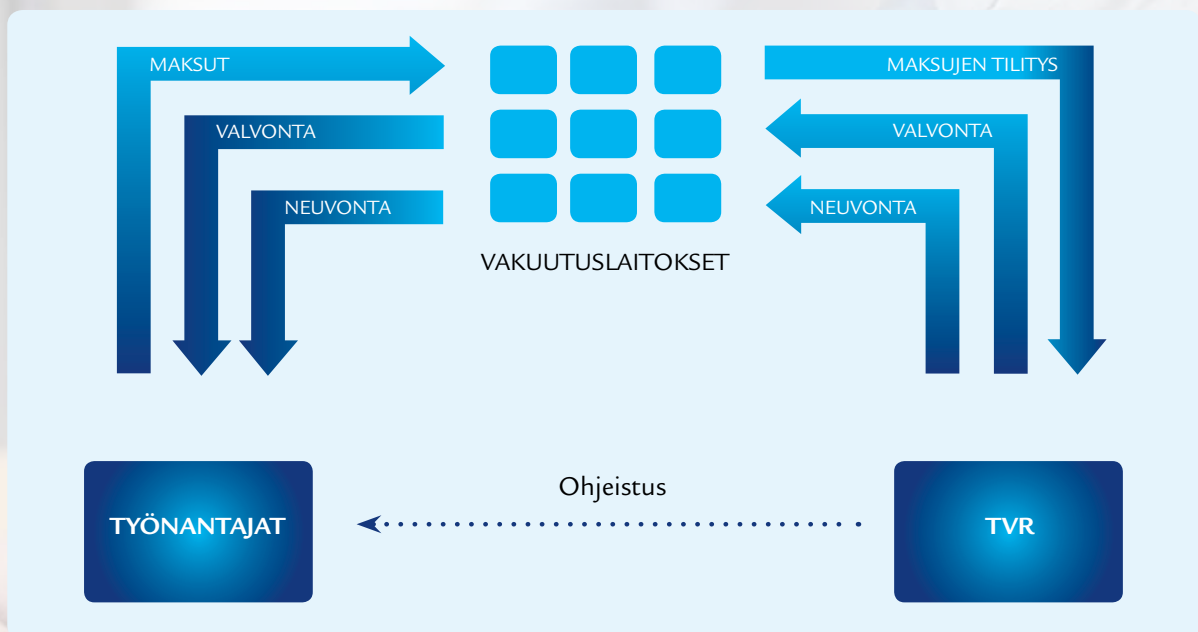 MAKSUT
MAKSUJEN TILITYS
VALVONTA
VALVONTA
NEUVONTA
NEUVONTA
VAKUUTUSLAITOKSET
Ohjeistus
TYÖNANTAJAT
TVR